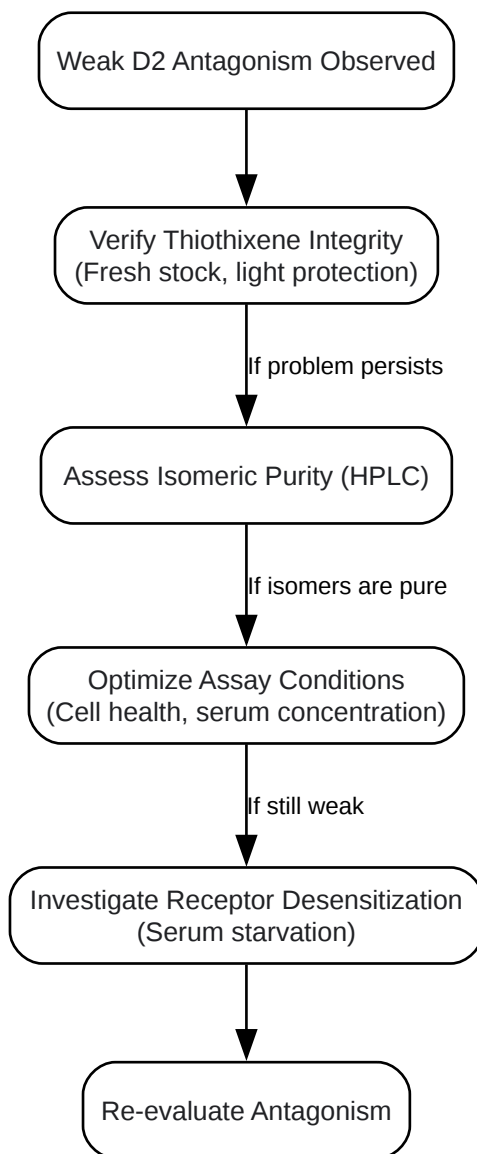 Weak D2 Antagonism Observed
Verify Thiothixene Integrity
(Fresh stock, light protection)
If problem persists
Assess Isomeric Purity (HPLC)
If isomers are pure
Optimize Assay Conditions
(Cell health, serum concentration)
If still weak
Investigate Receptor Desensitization
(Serum starvation)
Re-evaluate Antagonism